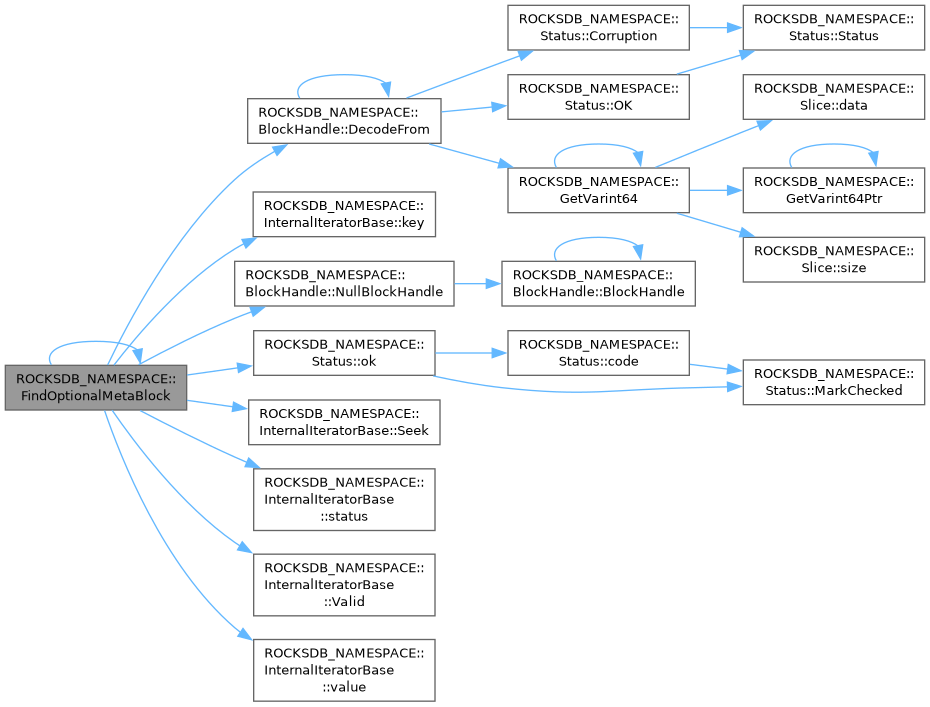 ROCKSDB_NAMESPACE::
FindOptionalMetaBlock
ROCKSDB_NAMESPACE::
BlockHandle::DecodeFrom
ROCKSDB_NAMESPACE::
InternalIteratorBase::key
ROCKSDB_NAMESPACE::
BlockHandle::NullBlockHandle
ROCKSDB_NAMESPACE::
Status::ok
ROCKSDB_NAMESPACE::
InternalIteratorBase::Seek
ROCKSDB_NAMESPACE::
InternalIteratorBase
::status
ROCKSDB_NAMESPACE::
InternalIteratorBase
::Valid
ROCKSDB_NAMESPACE::
InternalIteratorBase
::value
ROCKSDB_NAMESPACE::
Status::Corruption
ROCKSDB_NAMESPACE::
Status::OK
ROCKSDB_NAMESPACE::
GetVarint64
ROCKSDB_NAMESPACE::
BlockHandle::BlockHandle
ROCKSDB_NAMESPACE::
Status::code
ROCKSDB_NAMESPACE::
Status::Status
ROCKSDB_NAMESPACE::
Slice::data
ROCKSDB_NAMESPACE::
GetVarint64Ptr
ROCKSDB_NAMESPACE::
Slice::size
ROCKSDB_NAMESPACE::
Status::MarkChecked